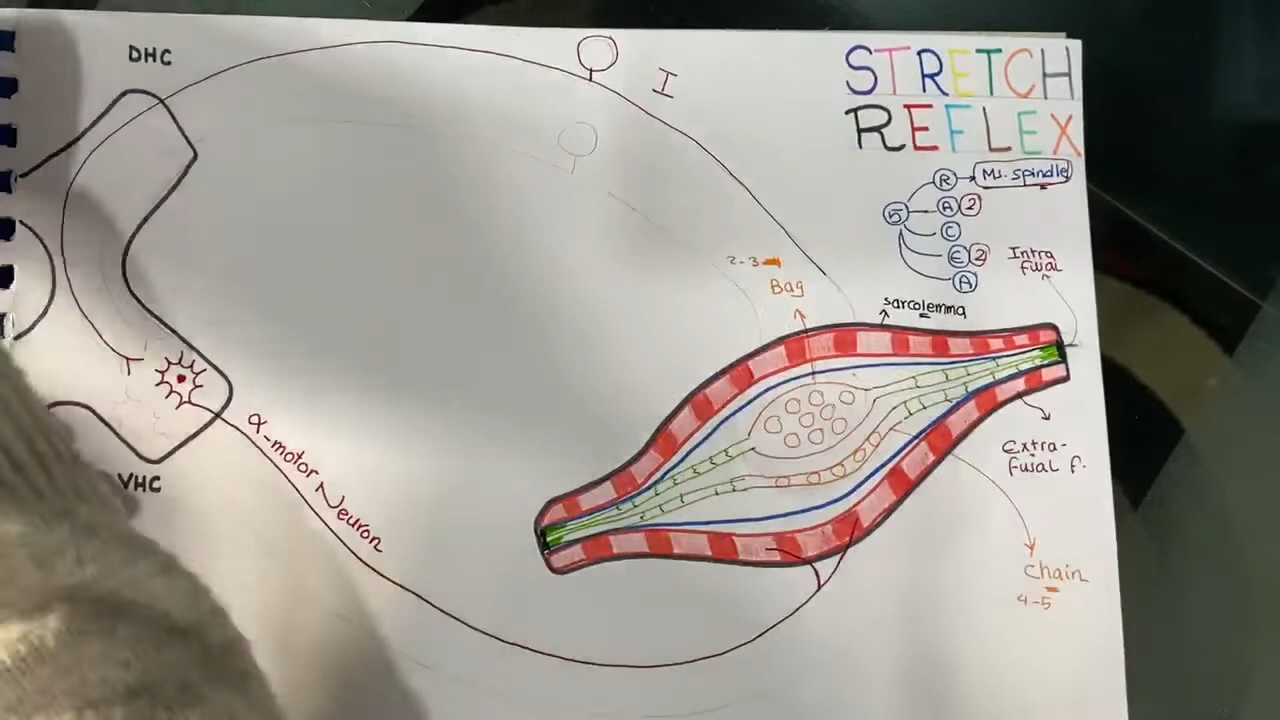 DHC
I
STRETCH
REFLEX
R → Ms. spindle
5
A 2
C
E 2
A
Intra
fusal
2-3
Bag
sarcolemma
α-motor Neuron
VHC
Extra-
fusal f.
Chain
4-5